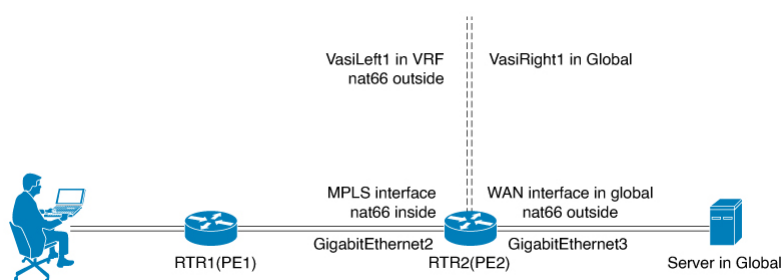 VasiLeft1 in VRF
nat66 outside
VasiRight1 in Global
MPLS interface
nat66 inside
WAN interface in global
nat66 outside
GigabitEthernet2
GigabitEthernet3
RTR1(PE1)
RTR2(PE2)
Server in Global